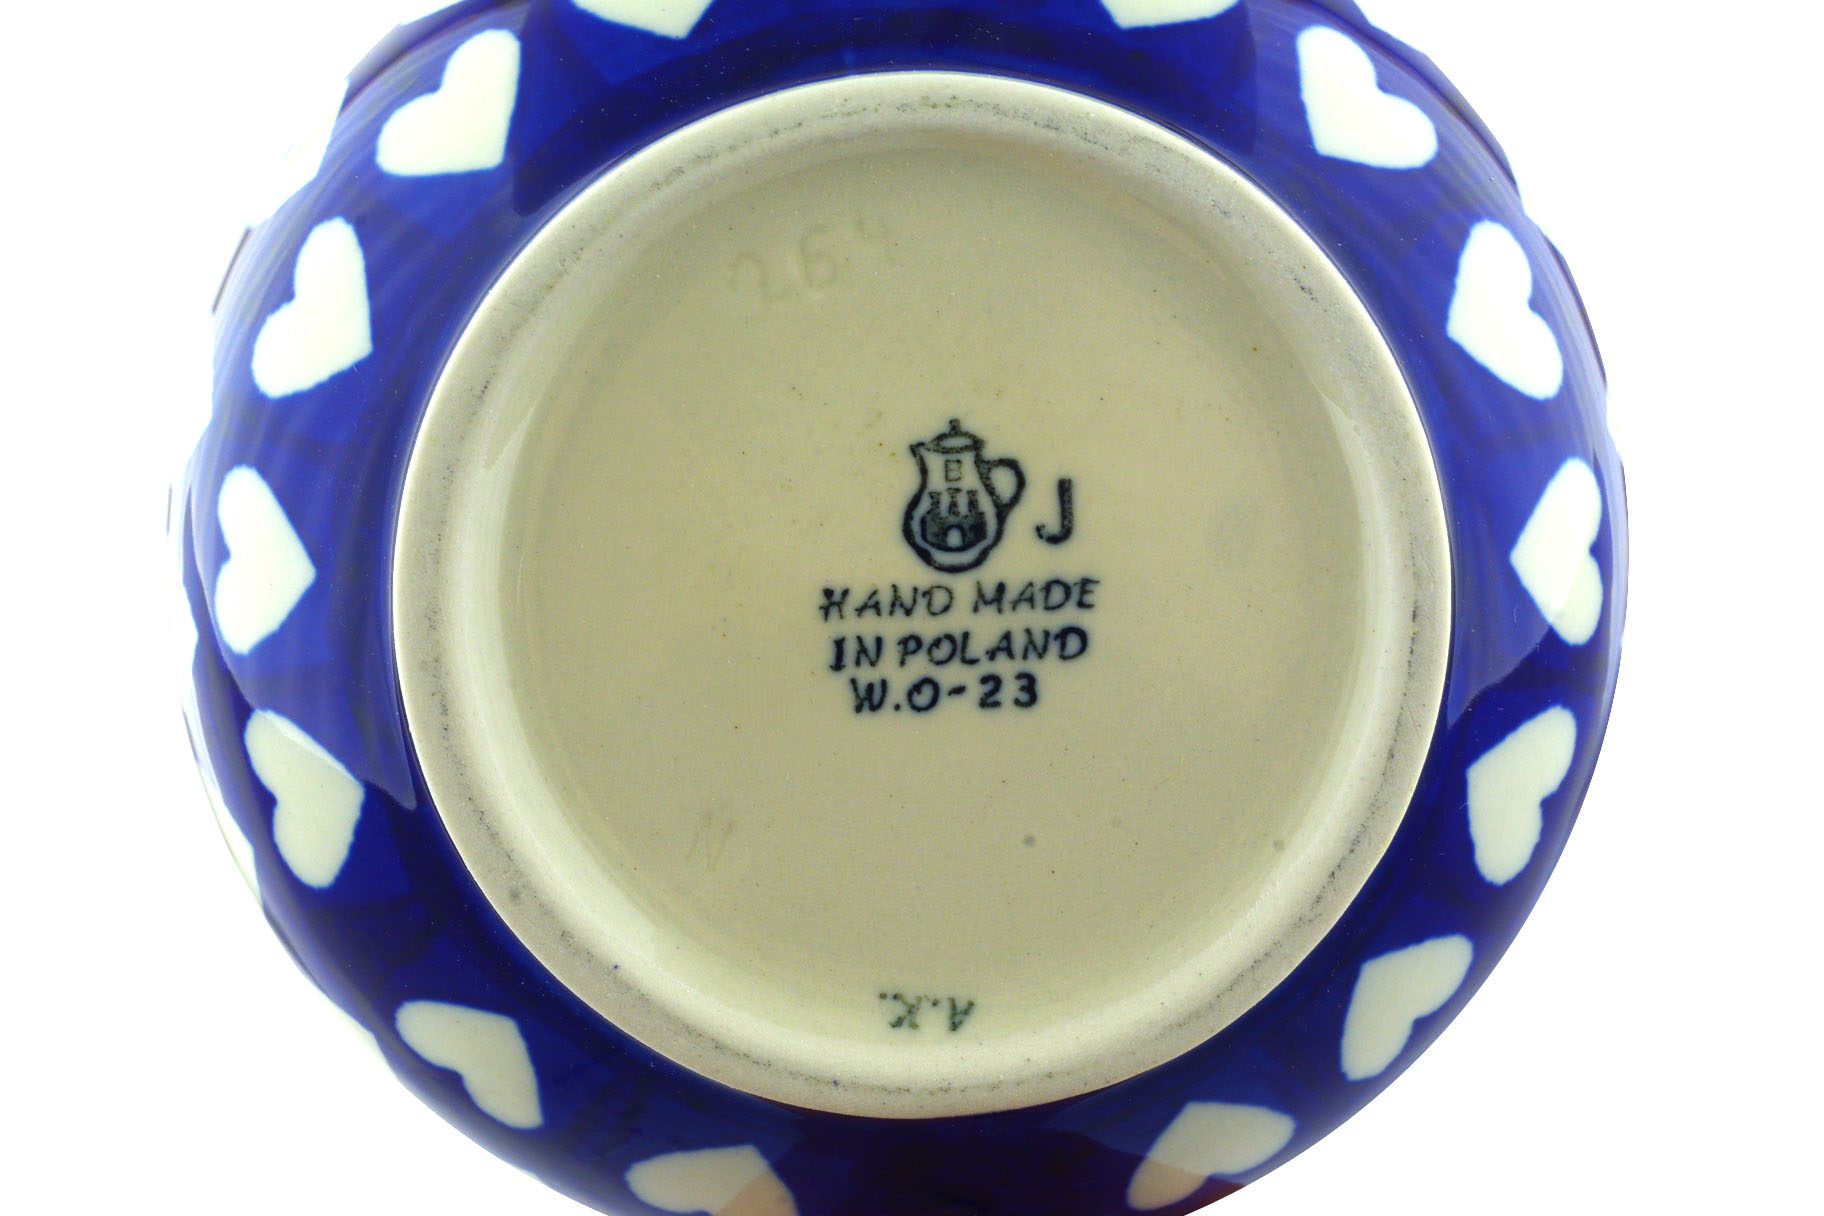 264
B
J
HAND MADE
IN POLAND
W.O-23
N
A.K.